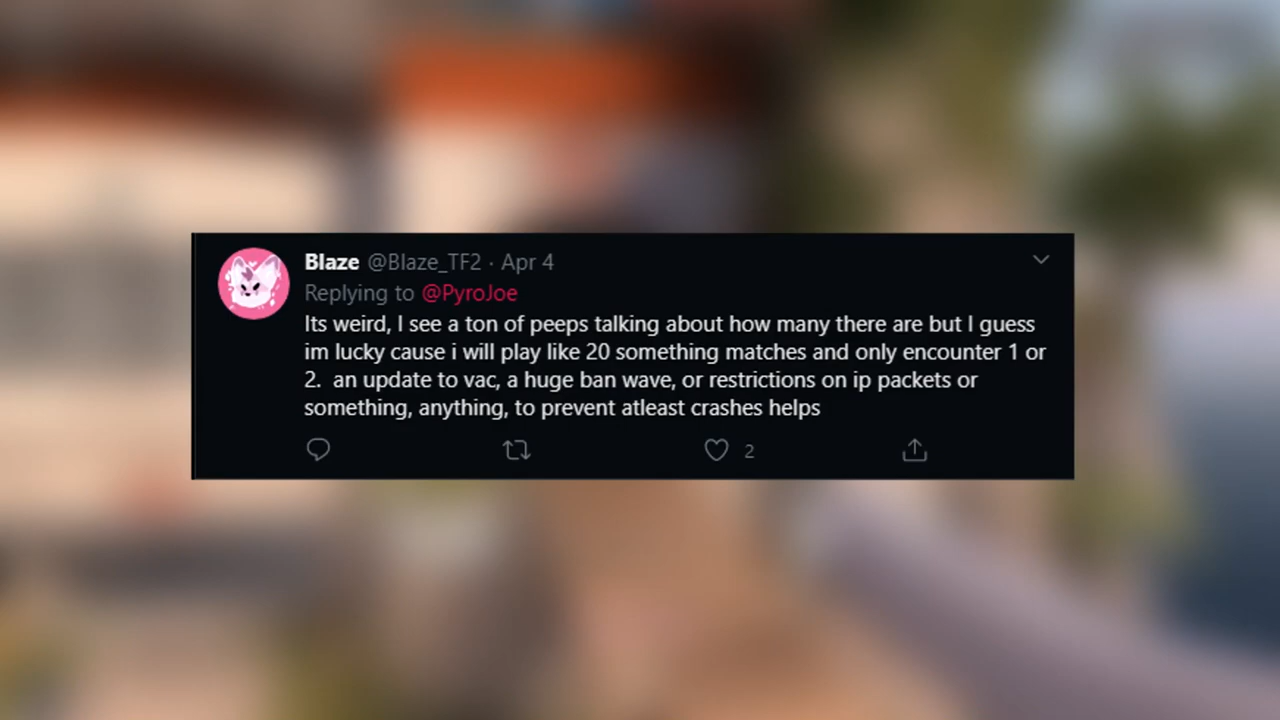 Blaze @Blaze_TF2 · Apr 4
Replying to @PyroJoe
Its weird, I see a ton of peeps talking about how many there are but I guess
im lucky cause i will play like 20 something matches and only encounter 1 or
2.  an update to vac, a huge ban wave, or restrictions on ip packets or
something, anything, to prevent atleast crashes helps
2